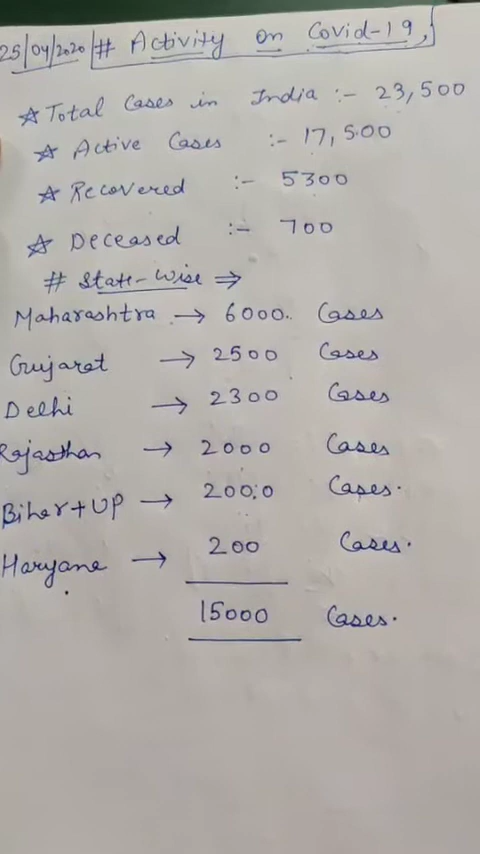 25/04/2020 # Activity on Covid-19,
☆ Total Cases in India :- 23,500
☆ Active Cases :- 17,500
☆ Recovered :- 5300
☆ Deceased :- 700
# State-Wise ⇒
Maharashtra → 6000.. Cases
Gujarat → 2500 Cases
Delhi → 2300 Cases
Rajasthan → 2000 Cases
Bihar+UP → 2000 Cases.
Haryana → 200 Cases.
15000 Cases.